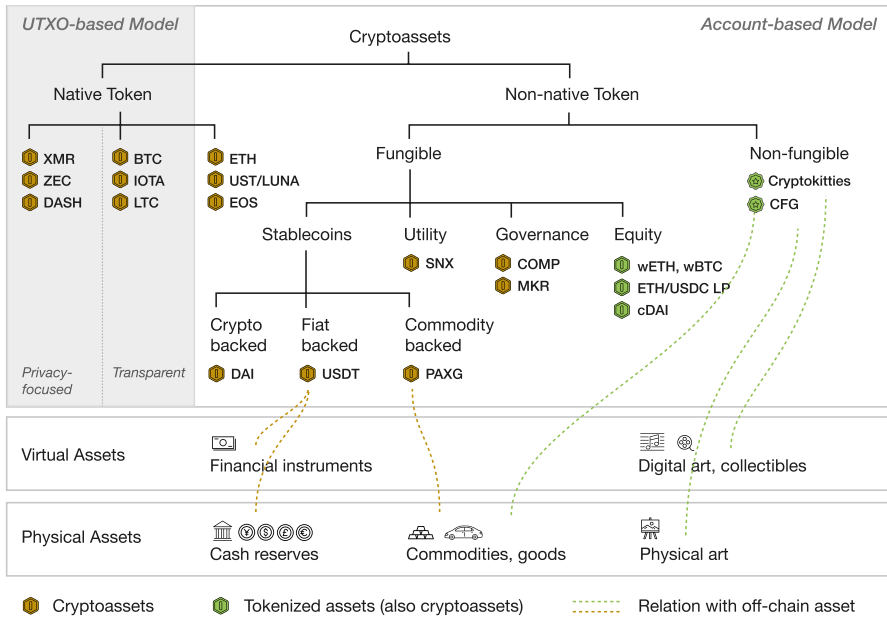 UTXO-based Model
Account-based Model
Cryptoassets
Native Token
Non-native Token
XMR
ZEC
DASH
BTC
IOTA
LTC
ETH
UST/LUNA
EOS
Fungible
Non-fungible
Cryptokitties
CFG
Stablecoins
Utility
Governance
Equity
SNX
COMP
MKR
wETH, wBTC
ETH/USDC LP
cDAI
Crypto
backed
Fiat
backed
Commodity
backed
DAI
USDT
PAXG
Privacy-
focused
Transparent
Virtual Assets
Financial instruments
Digital art, collectibles
Physical Assets
¥ $ £ €
Cash reserves
Commodities, goods
Physical art
Cryptoassets
Tokenized assets (also cryptoassets)
Relation with off-chain asset